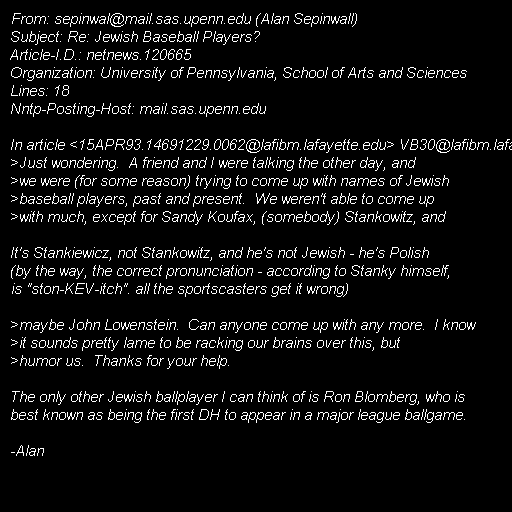 From: sepinwal@mail.sas.upenn.edu (Alan Sepinwall)
Subject: Re: Jewish Baseball Players?
Article-I.D.: netnews.120665
Organization: University of Pennsylvania, School of Arts and Sciences
Lines: 18
Nntp-Posting-Host: mail.sas.upenn.edu

In article <15APR93.14691229.0062@lafibm.lafayette.edu> VB30@lafibm.lafa
>Just wondering.  A friend and I were talking the other day, and
>we were (for some reason) trying to come up with names of Jewish
>baseball players, past and present.  We weren't able to come up
>with much, except for Sandy Koufax, (somebody) Stankowitz, and

It's Stankiewicz, not Stankowitz, and he's not Jewish - he's Polish
(by the way, the correct pronunciation - according to Stanky himself,
is "ston-KEV-itch". all the sportscasters get it wrong)

>maybe John Lowenstein.  Can anyone come up with any more.  I know
>it sounds pretty lame to be racking our brains over this, but
>humor us.  Thanks for your help.

The only other Jewish ballplayer I can think of is Ron Blomberg, who is
best known as being the first DH to appear in a major league ballgame.

-Alan